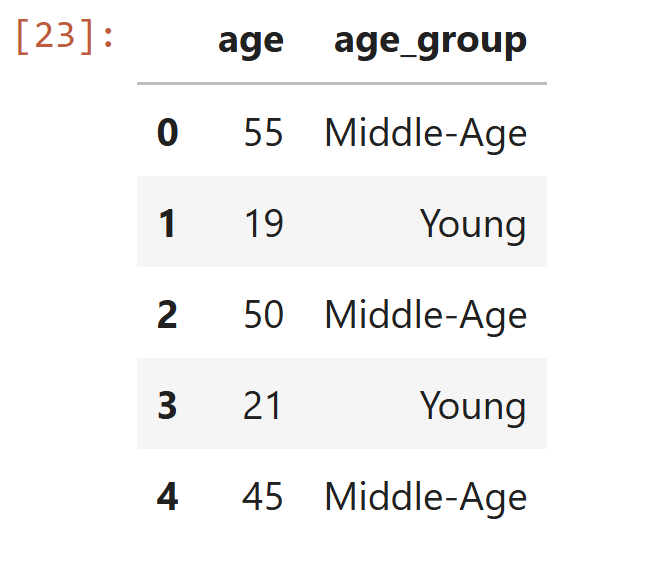 [23]:
age age_group
0 55 Middle-Age
1 19 Young
2 50 Middle-Age
3 21 Young
4 45 Middle-Age